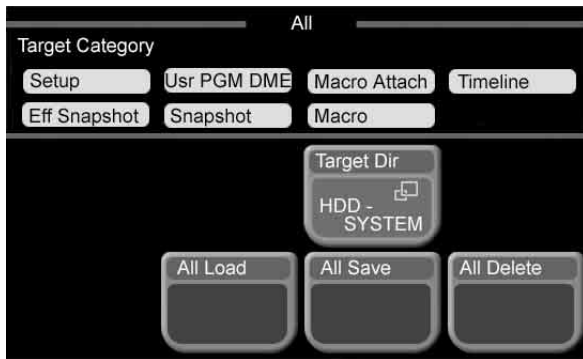 All
Target Category
Setup
Usr PGM DME
Macro Attach
Timeline
Eff Snapshot
Snapshot
Macro
Target Dir
HDD -
SYSTEM
All Load
All Save
All Delete